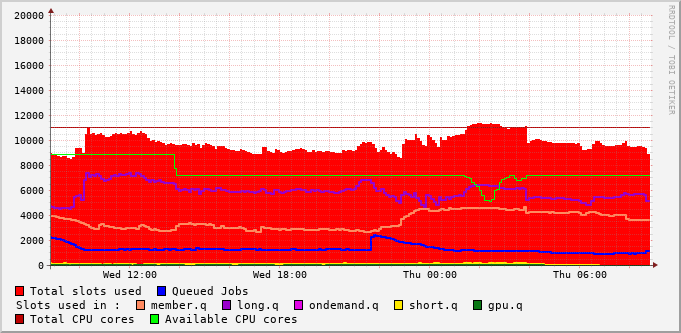 RRDTOOL / TOBI OETIKER
20000
18000
16000
14000
12000
10000
8000
6000
4000
2000
0
Wed 12:00 Wed 18:00 Thu 00:00 Thu 06:00
Total slots used Queued Jobs
Slots used in : member.q long.q ondemand.q short.q gpu.q
Total CPU cores Available CPU cores